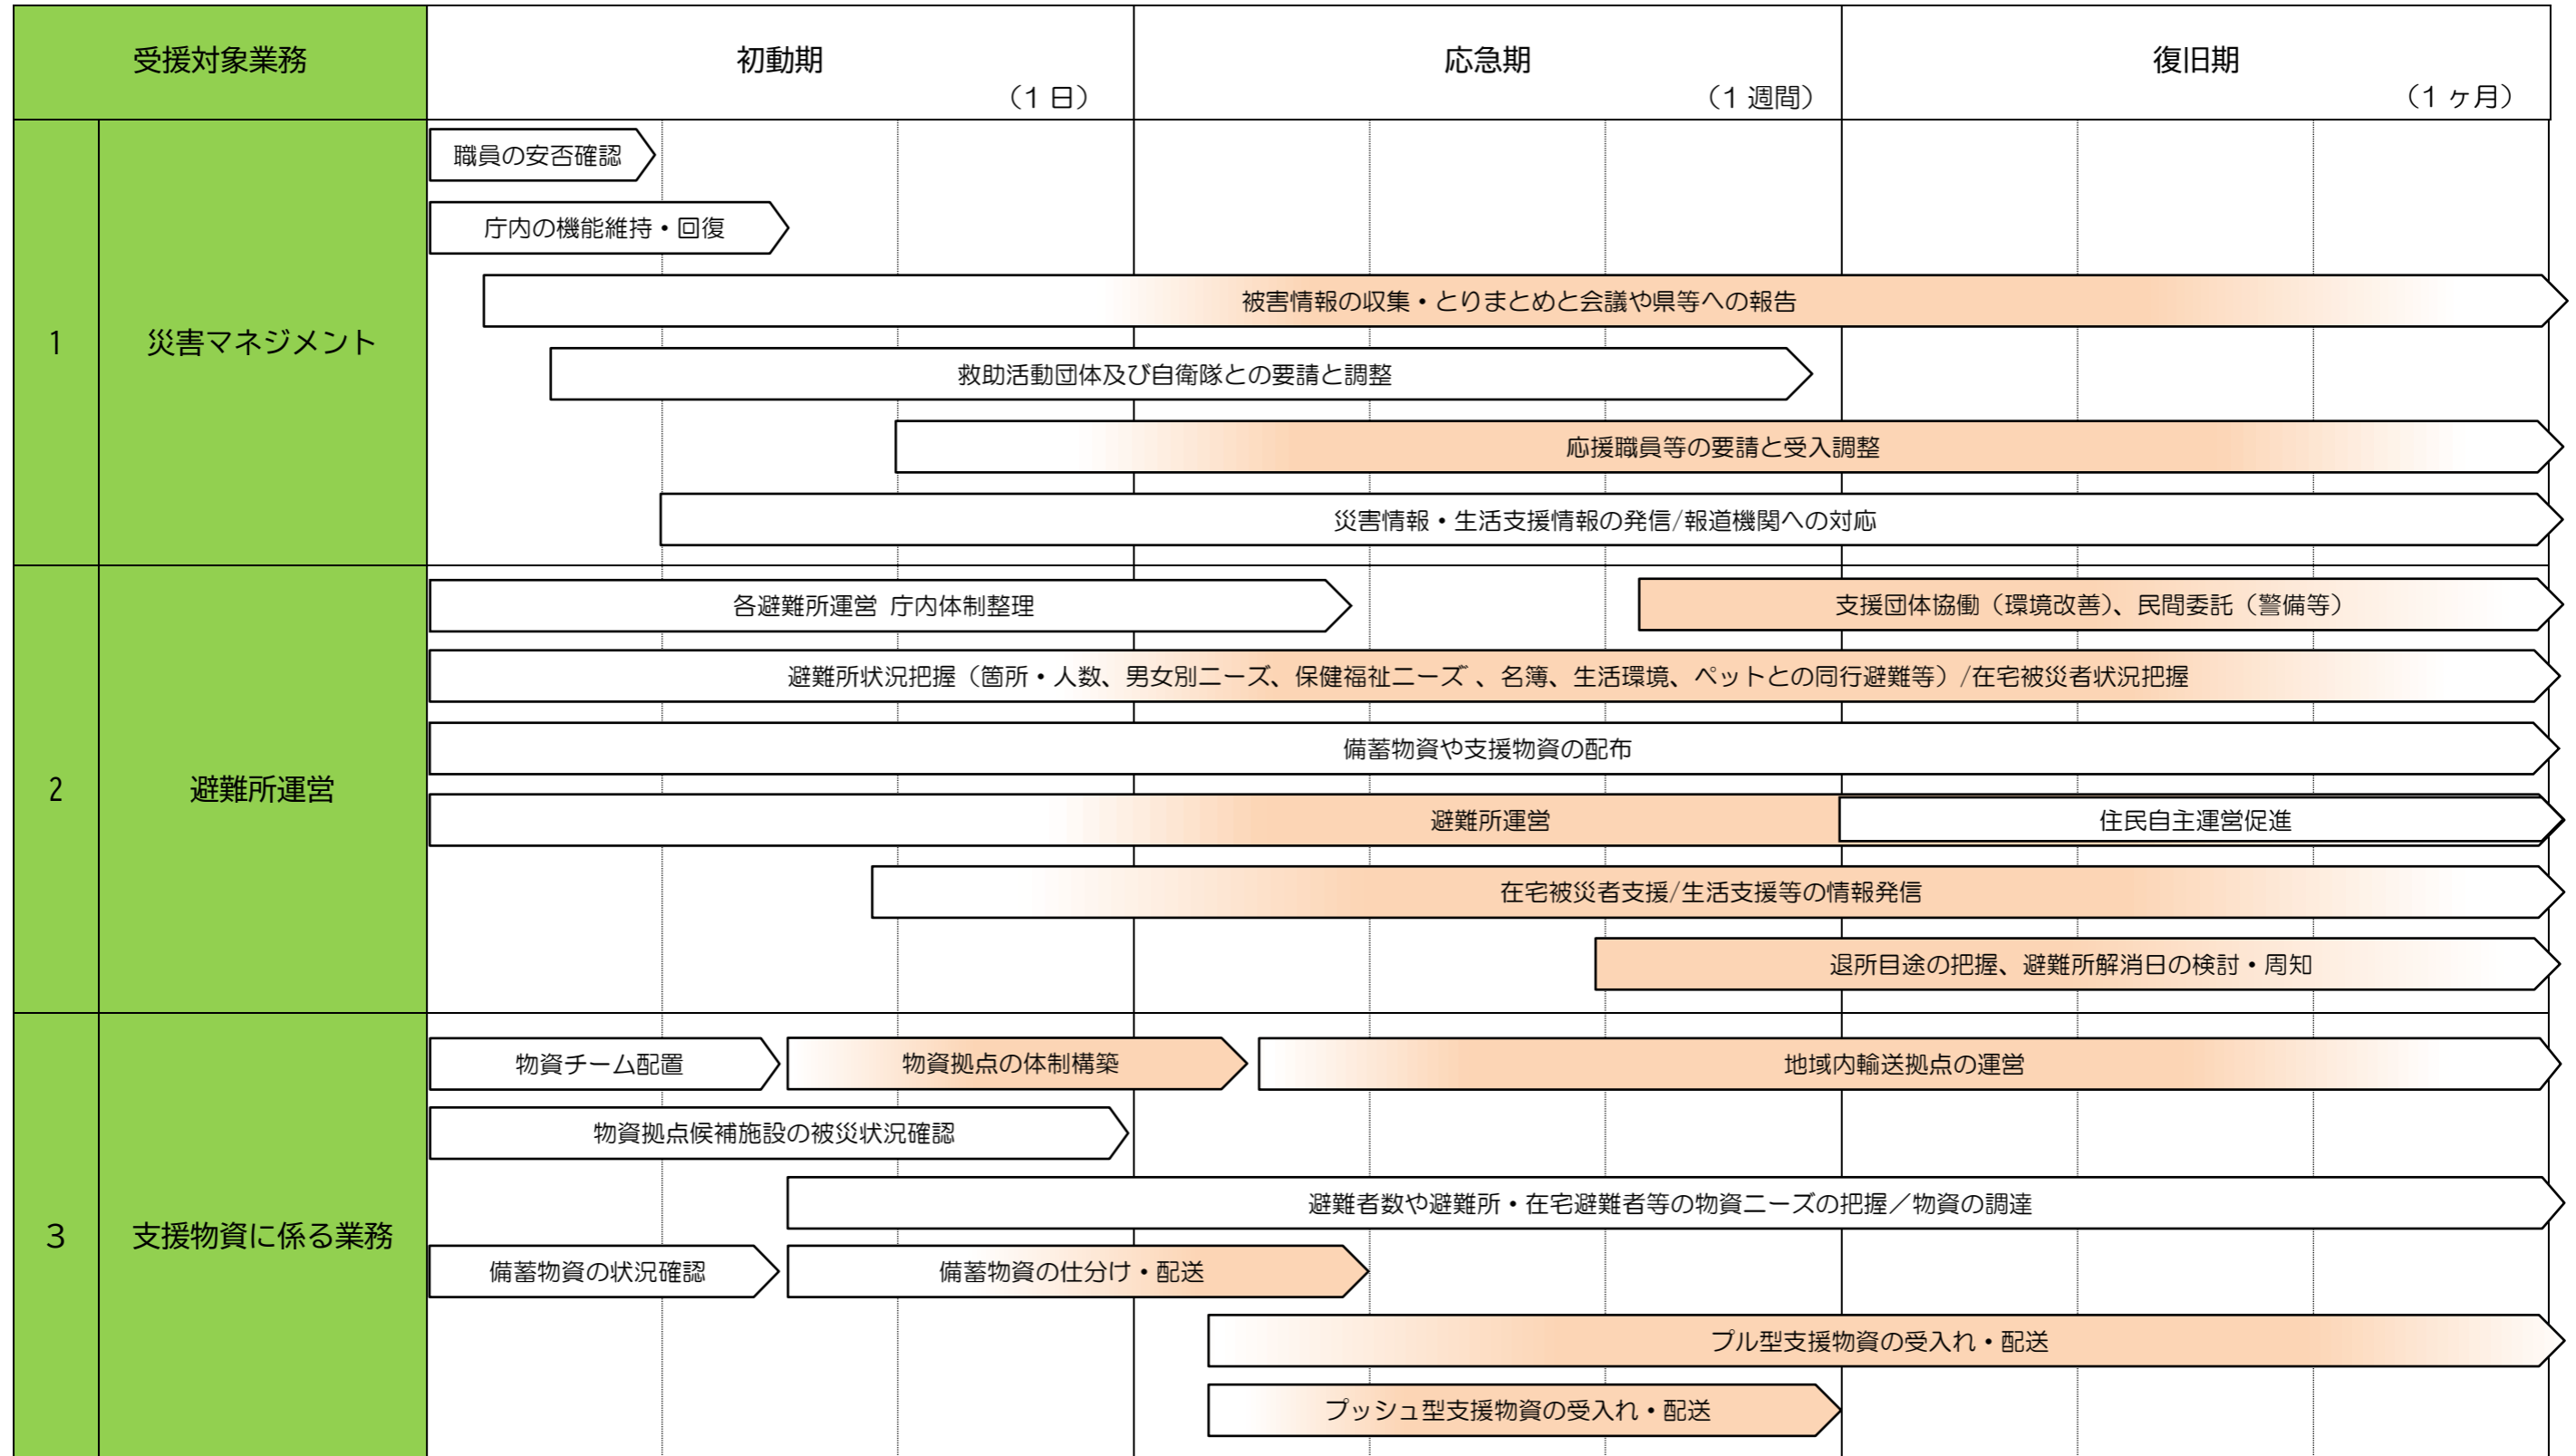 受援対象業務
初動期
(1 日)
応急期
(1 週間)
復旧期
(1 ヶ月)
1
災害マネジメント
職員の安否確認
庁内の機能維持・回復
被害情報の収集・とりまとめと会議や県等への報告
救助活動団体及び自衛隊との要請と調整
応援職員等の要請と受入調整
災害情報・生活支援情報の発信/報道機関への対応
2
避難所運営
各避難所運営 庁内体制整理
支援団体協働(環境改善)、民間委託(警備等)
避難所状況把握(箇所・人数、男女別ニーズ、保健福祉ニーズ、名簿、生活環境、ペットとの同行避難等)/在宅被災者状況把握
備蓄物資や支援物資の配布
避難所運営
住民自主運営促進
在宅被災者支援/生活支援等の情報発信
退所目途の把握、避難所解消日の検討・周知
3
支援物資に係る業務
物資チーム配置
物資拠点の体制構築
地域内輸送拠点の運営
物資拠点候補施設の被災状況確認
避難者数や避難所・在宅避難者等の物資ニーズの把握／物資の調達
備蓄物資の状況確認
備蓄物資の仕分け・配送
プル型支援物資の受入れ・配送
プッシュ型支援物資の受入れ・配送